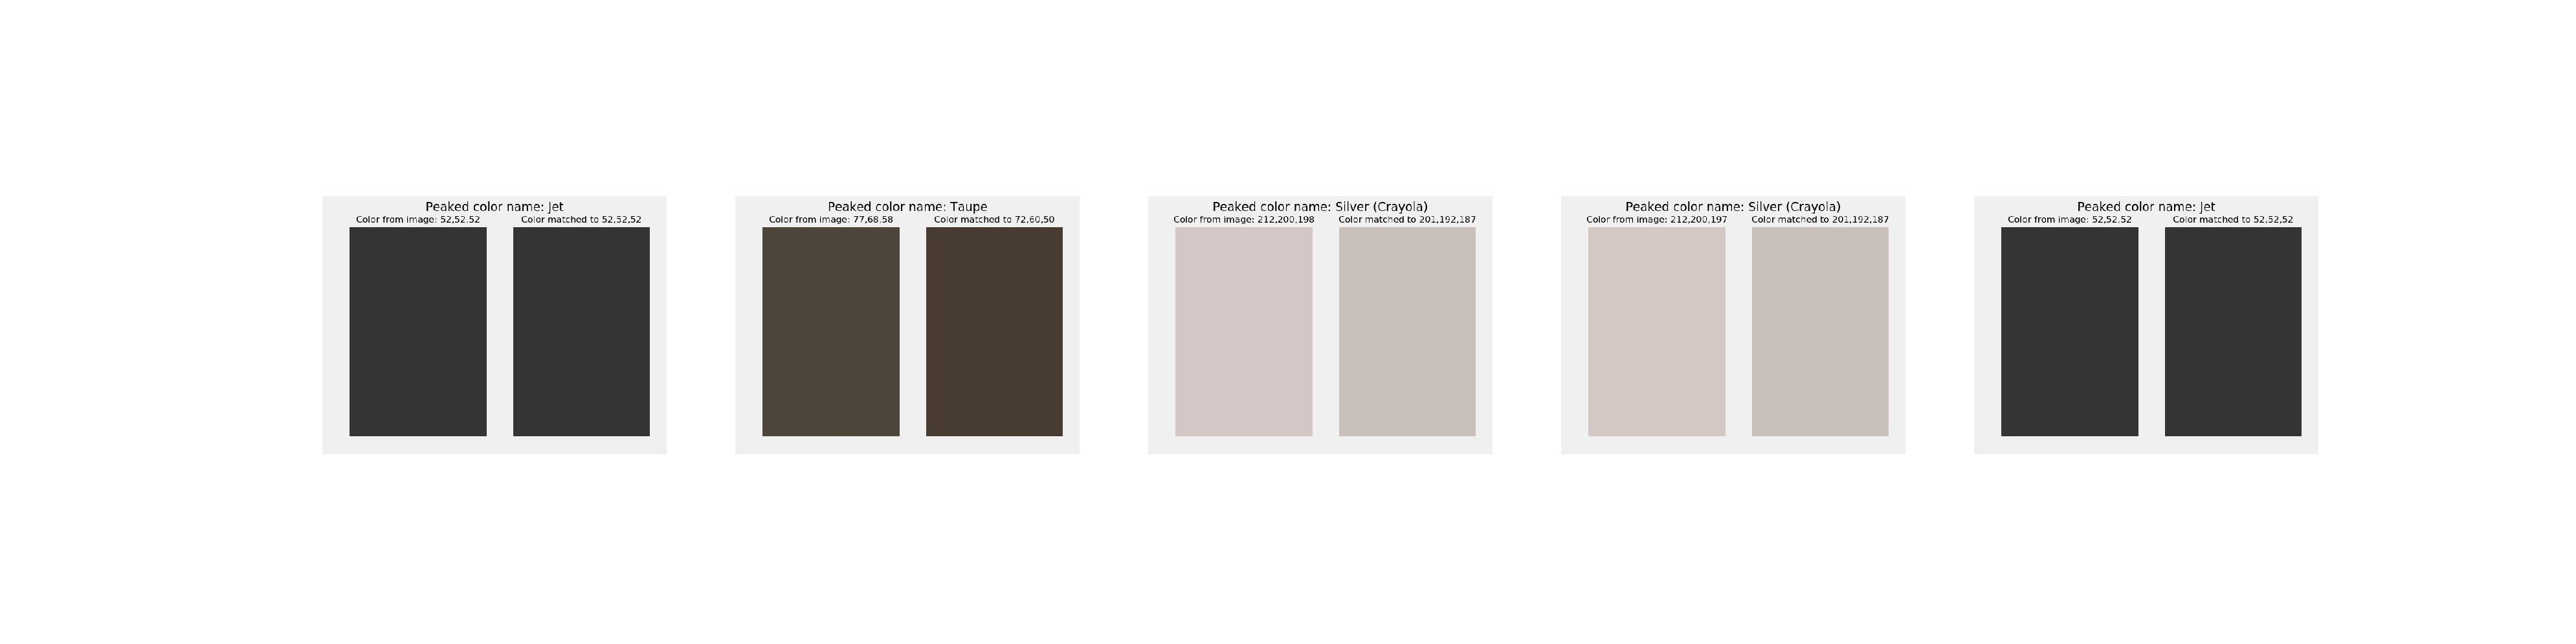 Peaked color name: Jet
Color from image: 52,52,52
Color matched to 52,52,52
Peaked color name: Taupe
Color from image: 77,68,58
Color matched to 72,60,50
Peaked color name: Silver (Crayola)
Color from image: 212,200,198
Color matched to 201,192,187
Peaked color name: Silver (Crayola)
Color from image: 212,200,197
Color matched to 201,192,187
Peaked color name: Jet
Color from image: 52,52,52
Color matched to 52,52,52